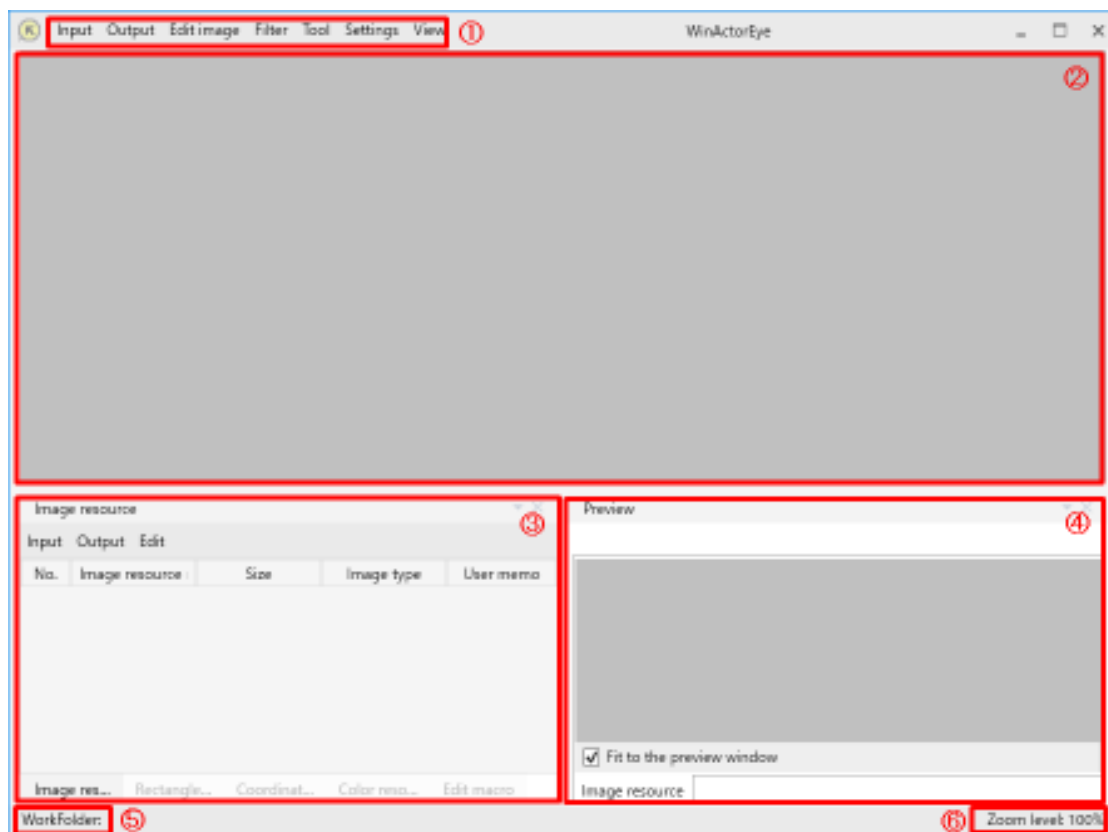 Input Output Edit image Filter Tool Settings View ① WinActorEye
②
Image resource ③
Preview ④
Input Output Edit
No. Image resource Size Image type User memo
Fit to the preview window
Image res... Rectangle... Coordinat... Color reso... Edit macro
Image resource
WorkFolder: ⑤
⑥ Zoom level: 100%